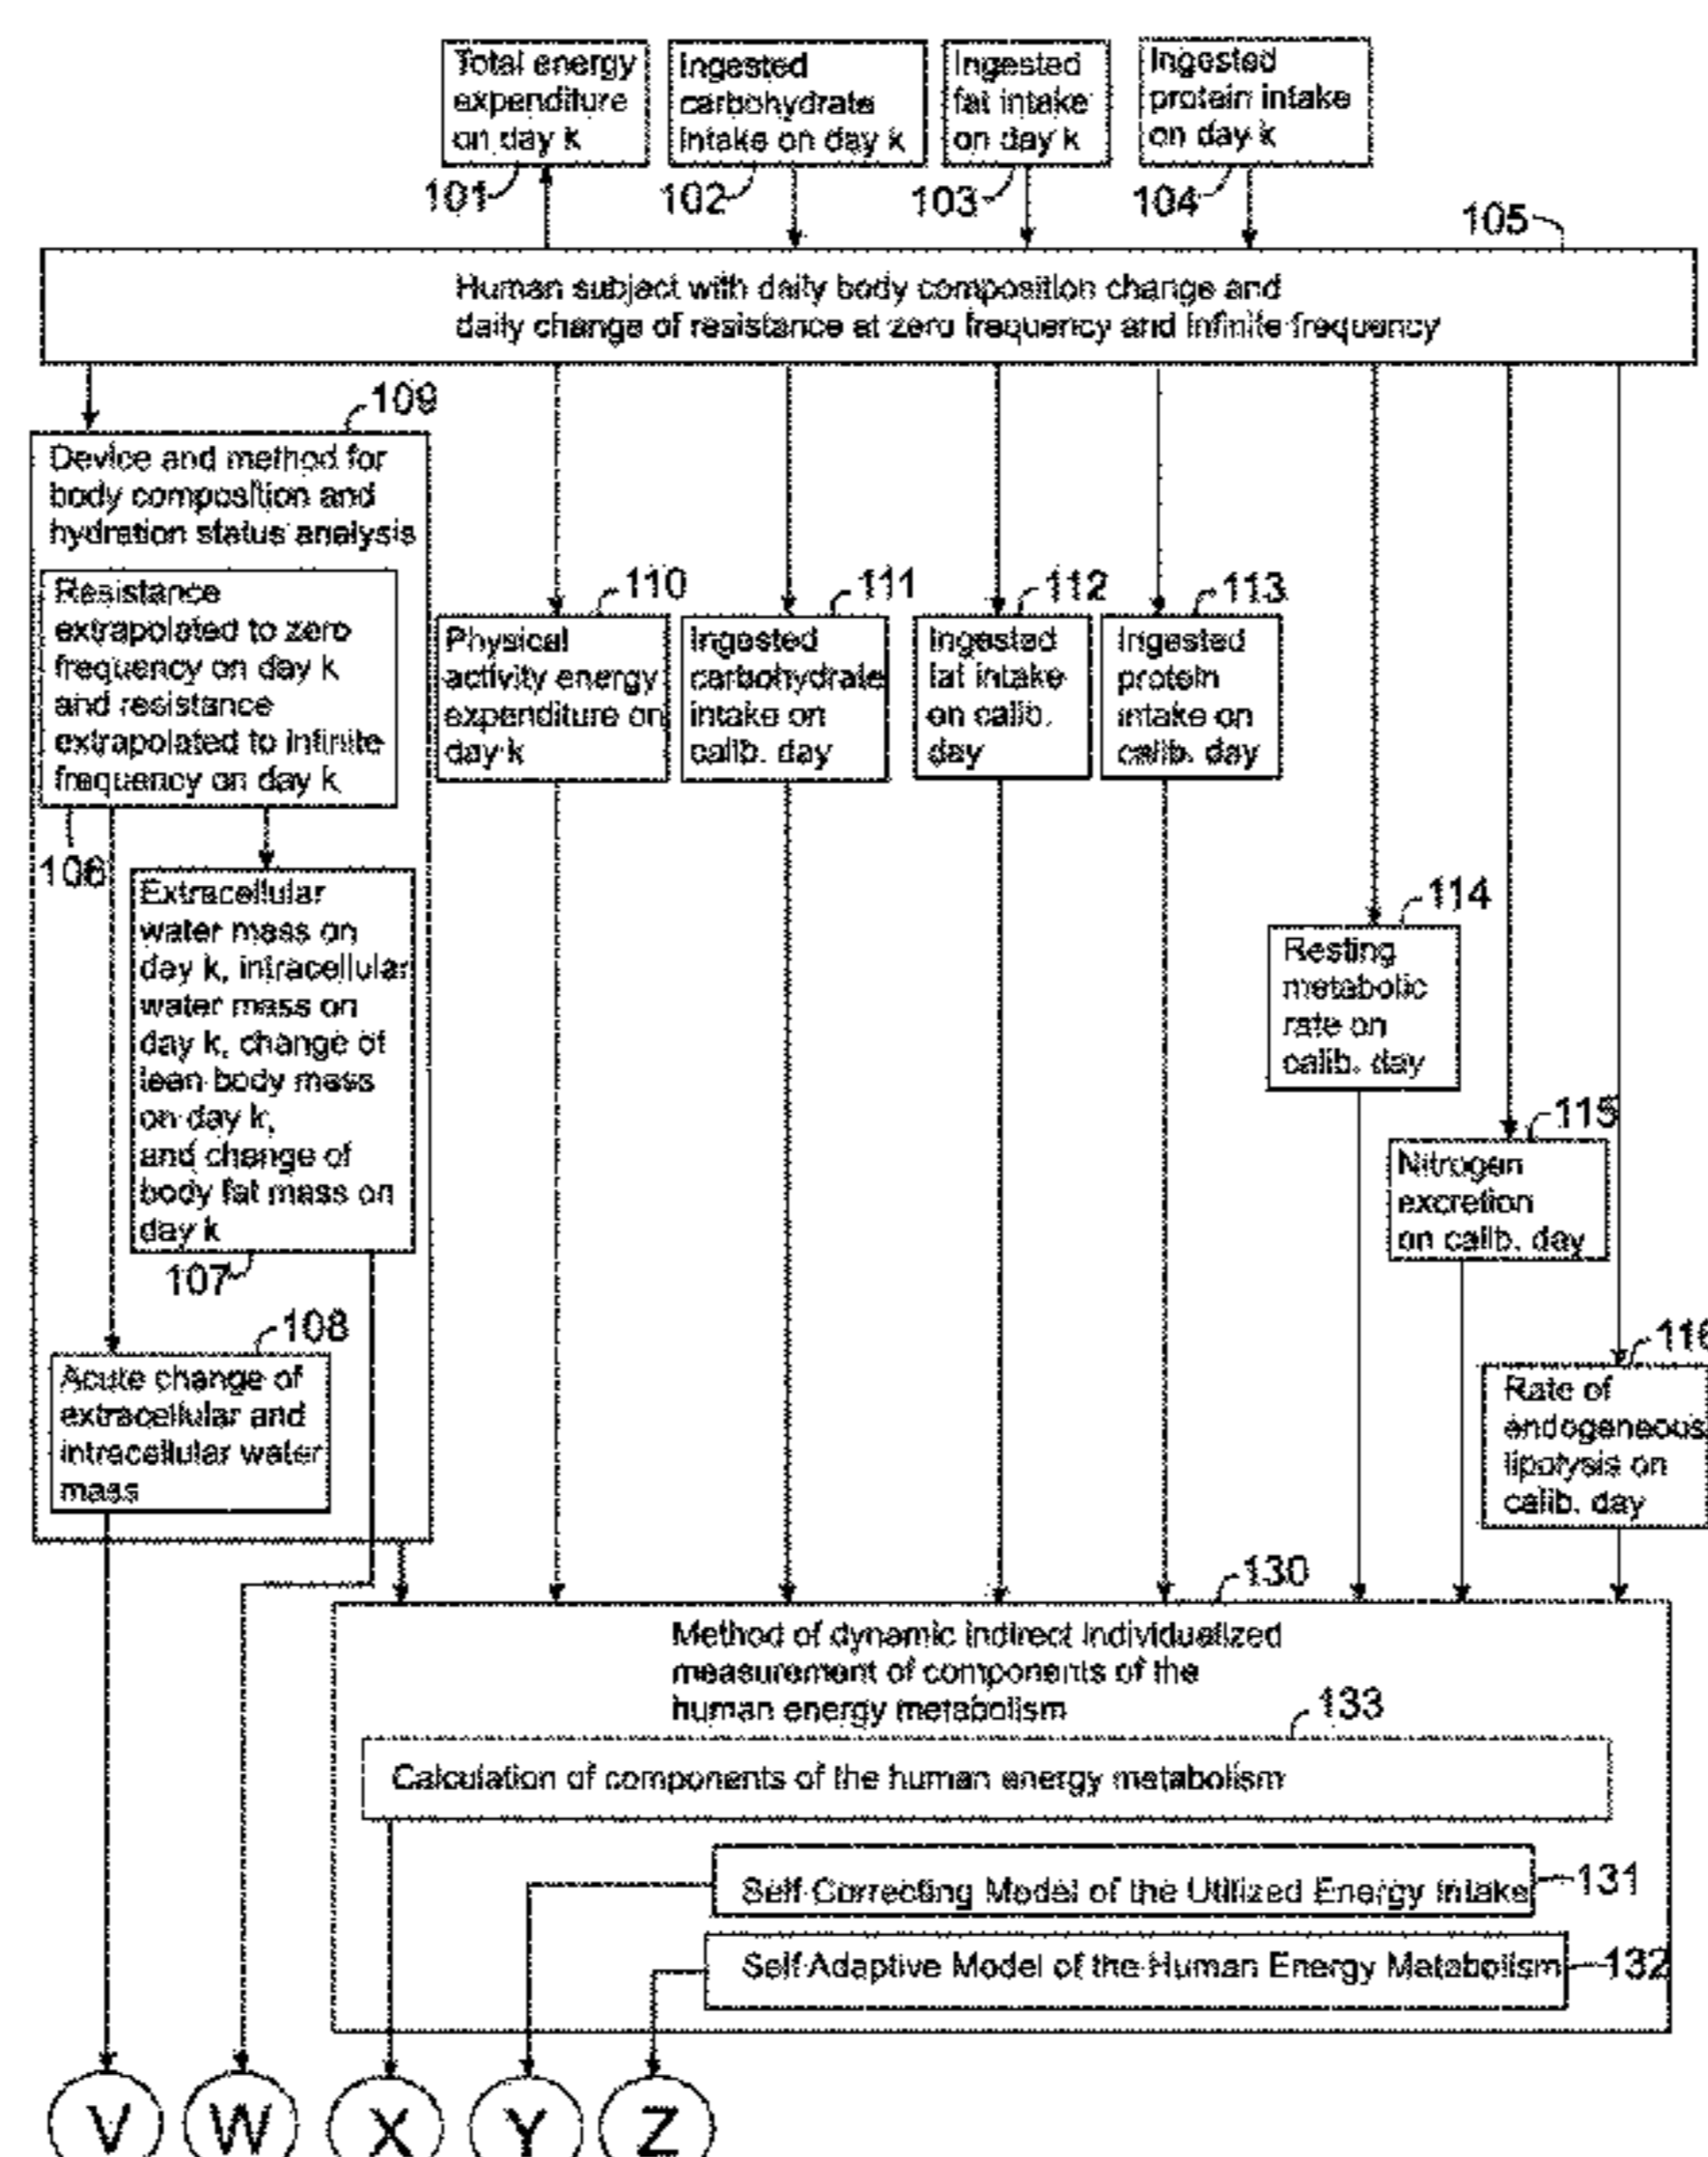 Total energy
expenditure
on day k
Ingested
carbohydrate
intake on day k
Ingested
fat intake
on day k
Ingested
protein intake
on day k
101
102
103
104
105
Human subject with daily body composition change and
daily change of resistance at zero frequency and infinite frequency
109
Device and method for
body composition and
hydration status analysis
Resistance
extrapolated to zero
frequency on day k
and resistance
extrapolated to infinite
frequency on day k
106
110
Physical
activity energy
expenditure on
day k
111
Ingested
carbohydrate
intake on
calib. day
112
Ingested
fat intake
on calib.
day
113
Ingested
protein
intake on
calib. day
Extracellular
water mass on
day k, intracellular
water mass on
day k, change of
lean body mass
on day k,
and change of
body fat mass on
day k
107
114
Resting
metabolic
rate on
calib. day
115
Nitrogen
excretion
on calib. day
108
Acute change of
extracellular and
intracellular water
mass
116
Rate of
endogeneous
lipolysis on
calib. day
130
Method of dynamic indirect individualized
measurement of components of the
human energy metabolism
133
Calculation of components of the human energy metabolism
Self-Correcting Model of the Utilized Energy Intake
131
Self-Adaptive Model of the Human Energy Metabolism
132
V
W
X
Y
Z